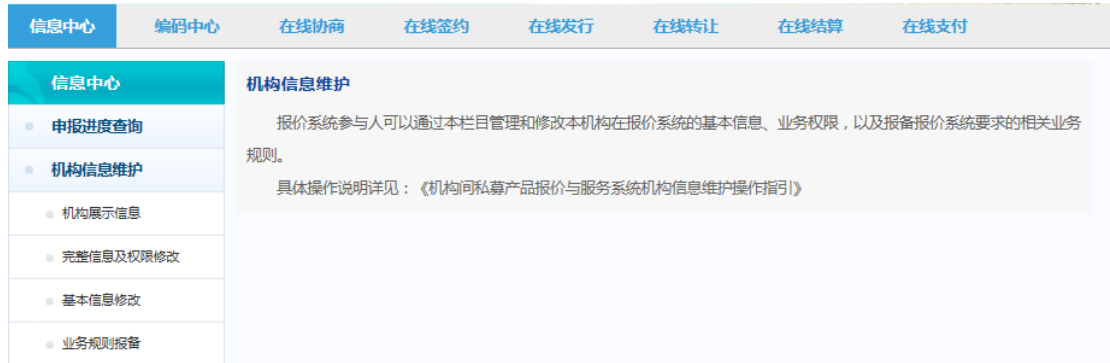 信息中心 编码中心 在线协商 在线签约 在线发行 在线转让 在线结算 在线支付
信息中心
申报进度查询
机构信息维护
机构展示信息
完整信息及权限修改
基本信息修改
业务规则报备
机构信息维护
报价系统参与人可以通过本栏目管理和修改本机构在报价系统的基本信息、业务权限，以及报备报价系统要求的相关业务
规则。
具体操作说明详见：《机构间私募产品报价与服务系统机构信息维护操作指引》